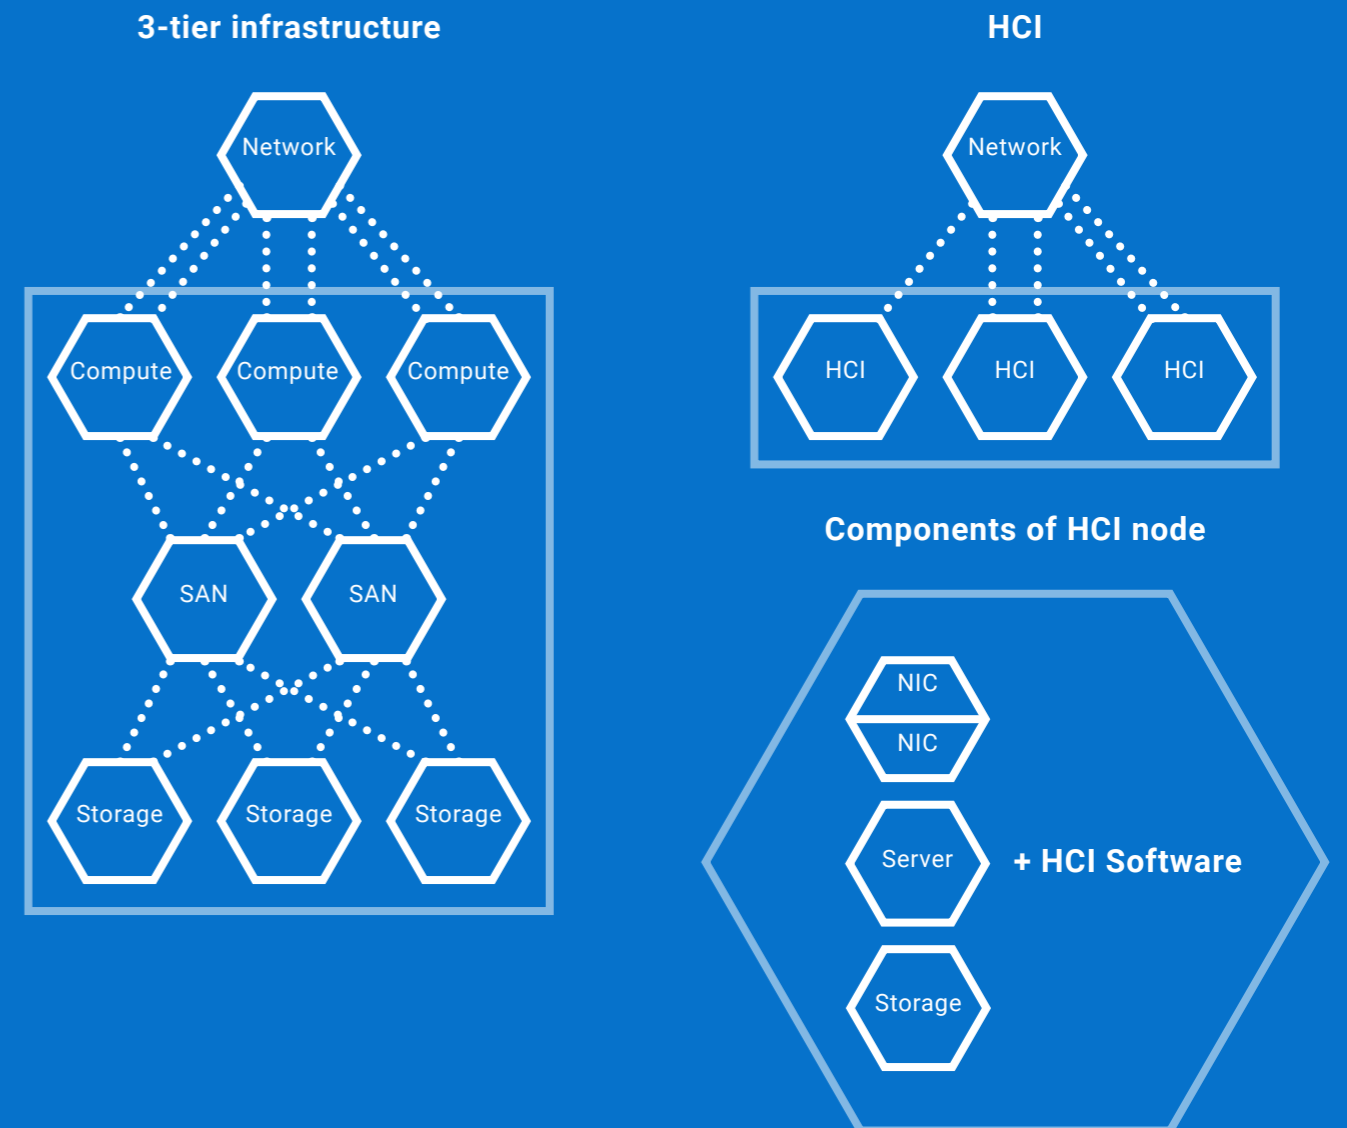 3-tier infrastructure
Network
Compute Compute Compute
SAN SAN
Storage Storage Storage
HCI
Network
HCI HCI HCI
Components of HCI node
NIC
NIC
Server
+ HCI Software
Storage